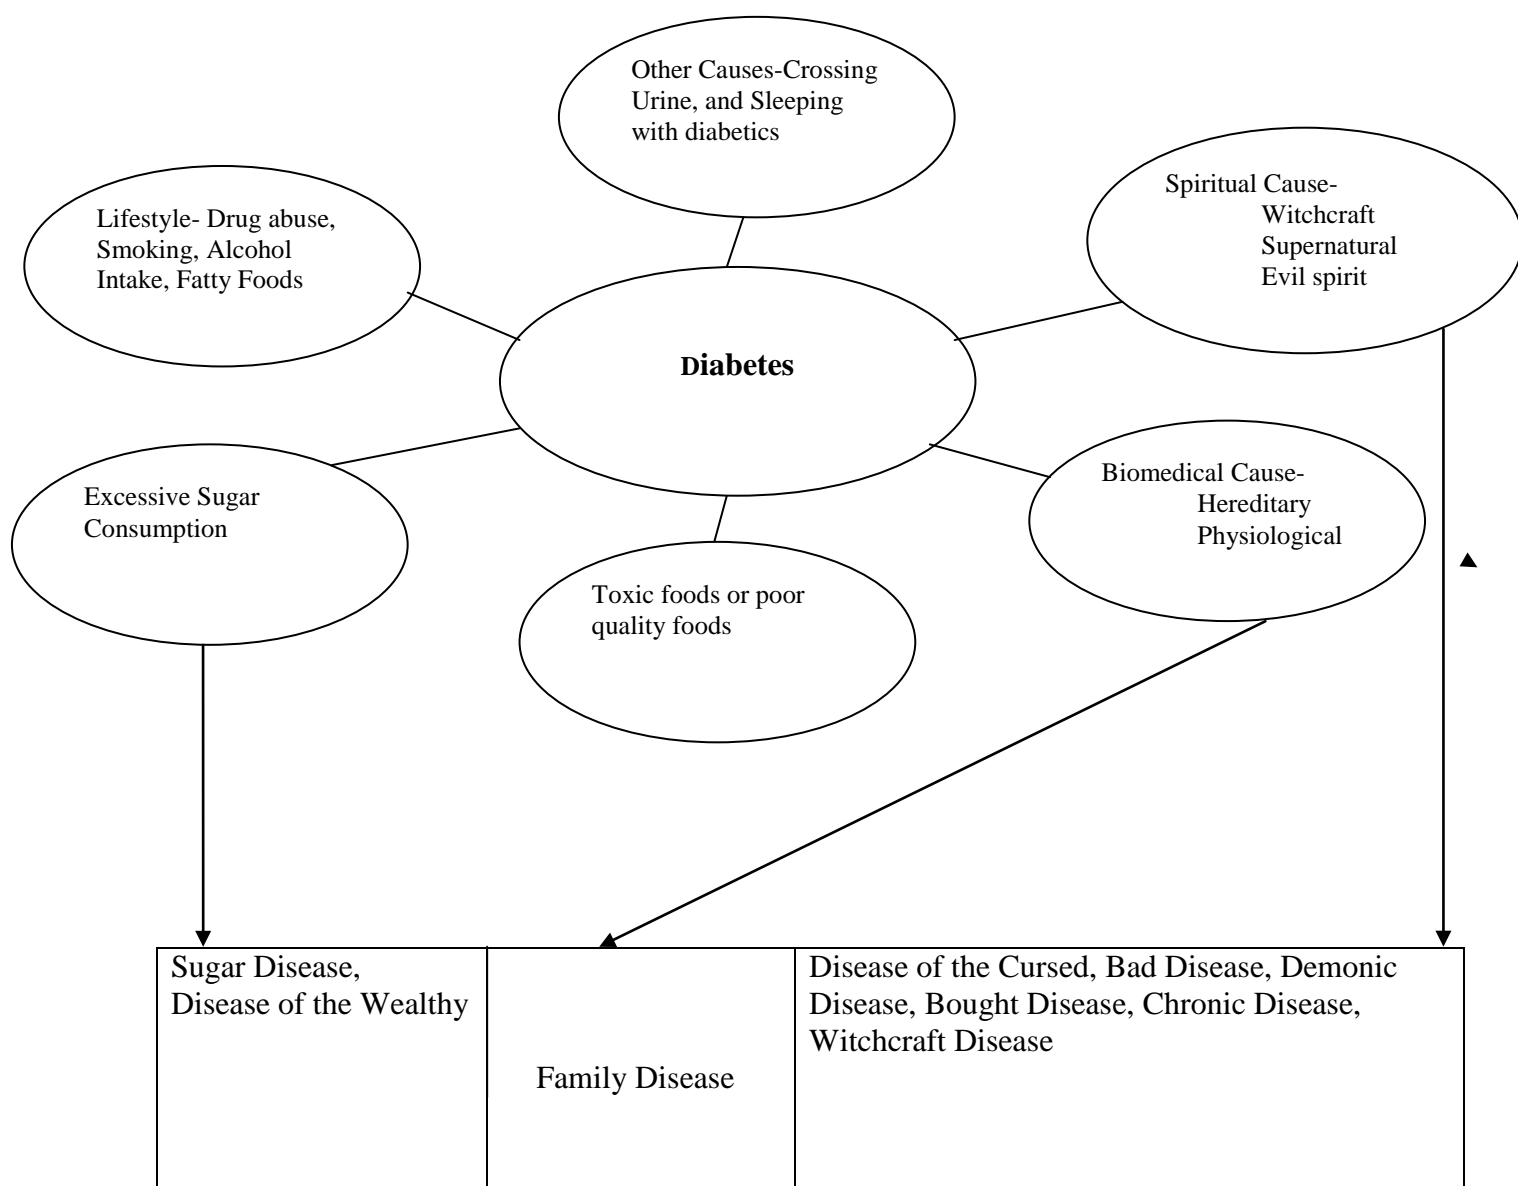 Other Causes-Crossing
Urine, and Sleeping
with diabetics
Lifestyle- Drug abuse,
Smoking, Alcohol
Intake, Fatty Foods
Spiritual Cause-
Witchcraft
Supernatural
Evil spirit
Diabetes
Excessive Sugar
Consumption
Biomedical Cause-
Hereditary
Physiological
Toxic foods or poor
quality foods
Sugar Disease,
Disease of the Wealthy
Family Disease
Disease of the Cursed, Bad Disease, Demonic
Disease, Bought Disease, Chronic Disease,
Witchcraft Disease